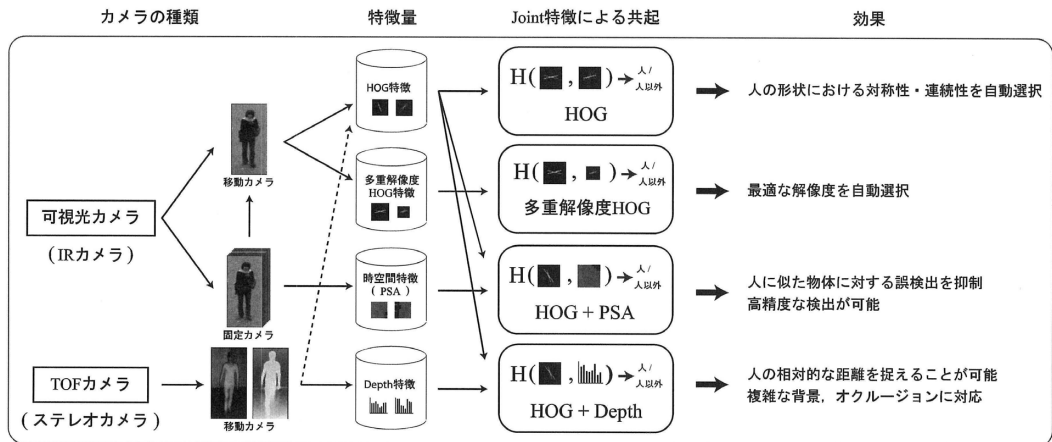 カメラの種類
特徴量
Joint特徴による共起
効果
可視光カメラ
(IRカメラ)
TOFカメラ
(ステレオカメラ)
移動カメラ
固定カメラ
移動カメラ
HOG特徴
多重解像度
HOG特徴
時空間特徴
(PSA)
Depth特徴
H( , )→人/
人以外
HOG
H( , )→人/
人以外
多重解像度HOG
H( , )→人/
人以外
HOG + PSA
H( , )→人/
人以外
HOG + Depth
人の形状における対称性・連続性を自動選択
最適な解像度を自動選択
人に似た物体に対する誤検出を抑制
高精度な検出が可能
人の相対的な距離を捉えることが可能
複雑な背景，オクルージョンに対応